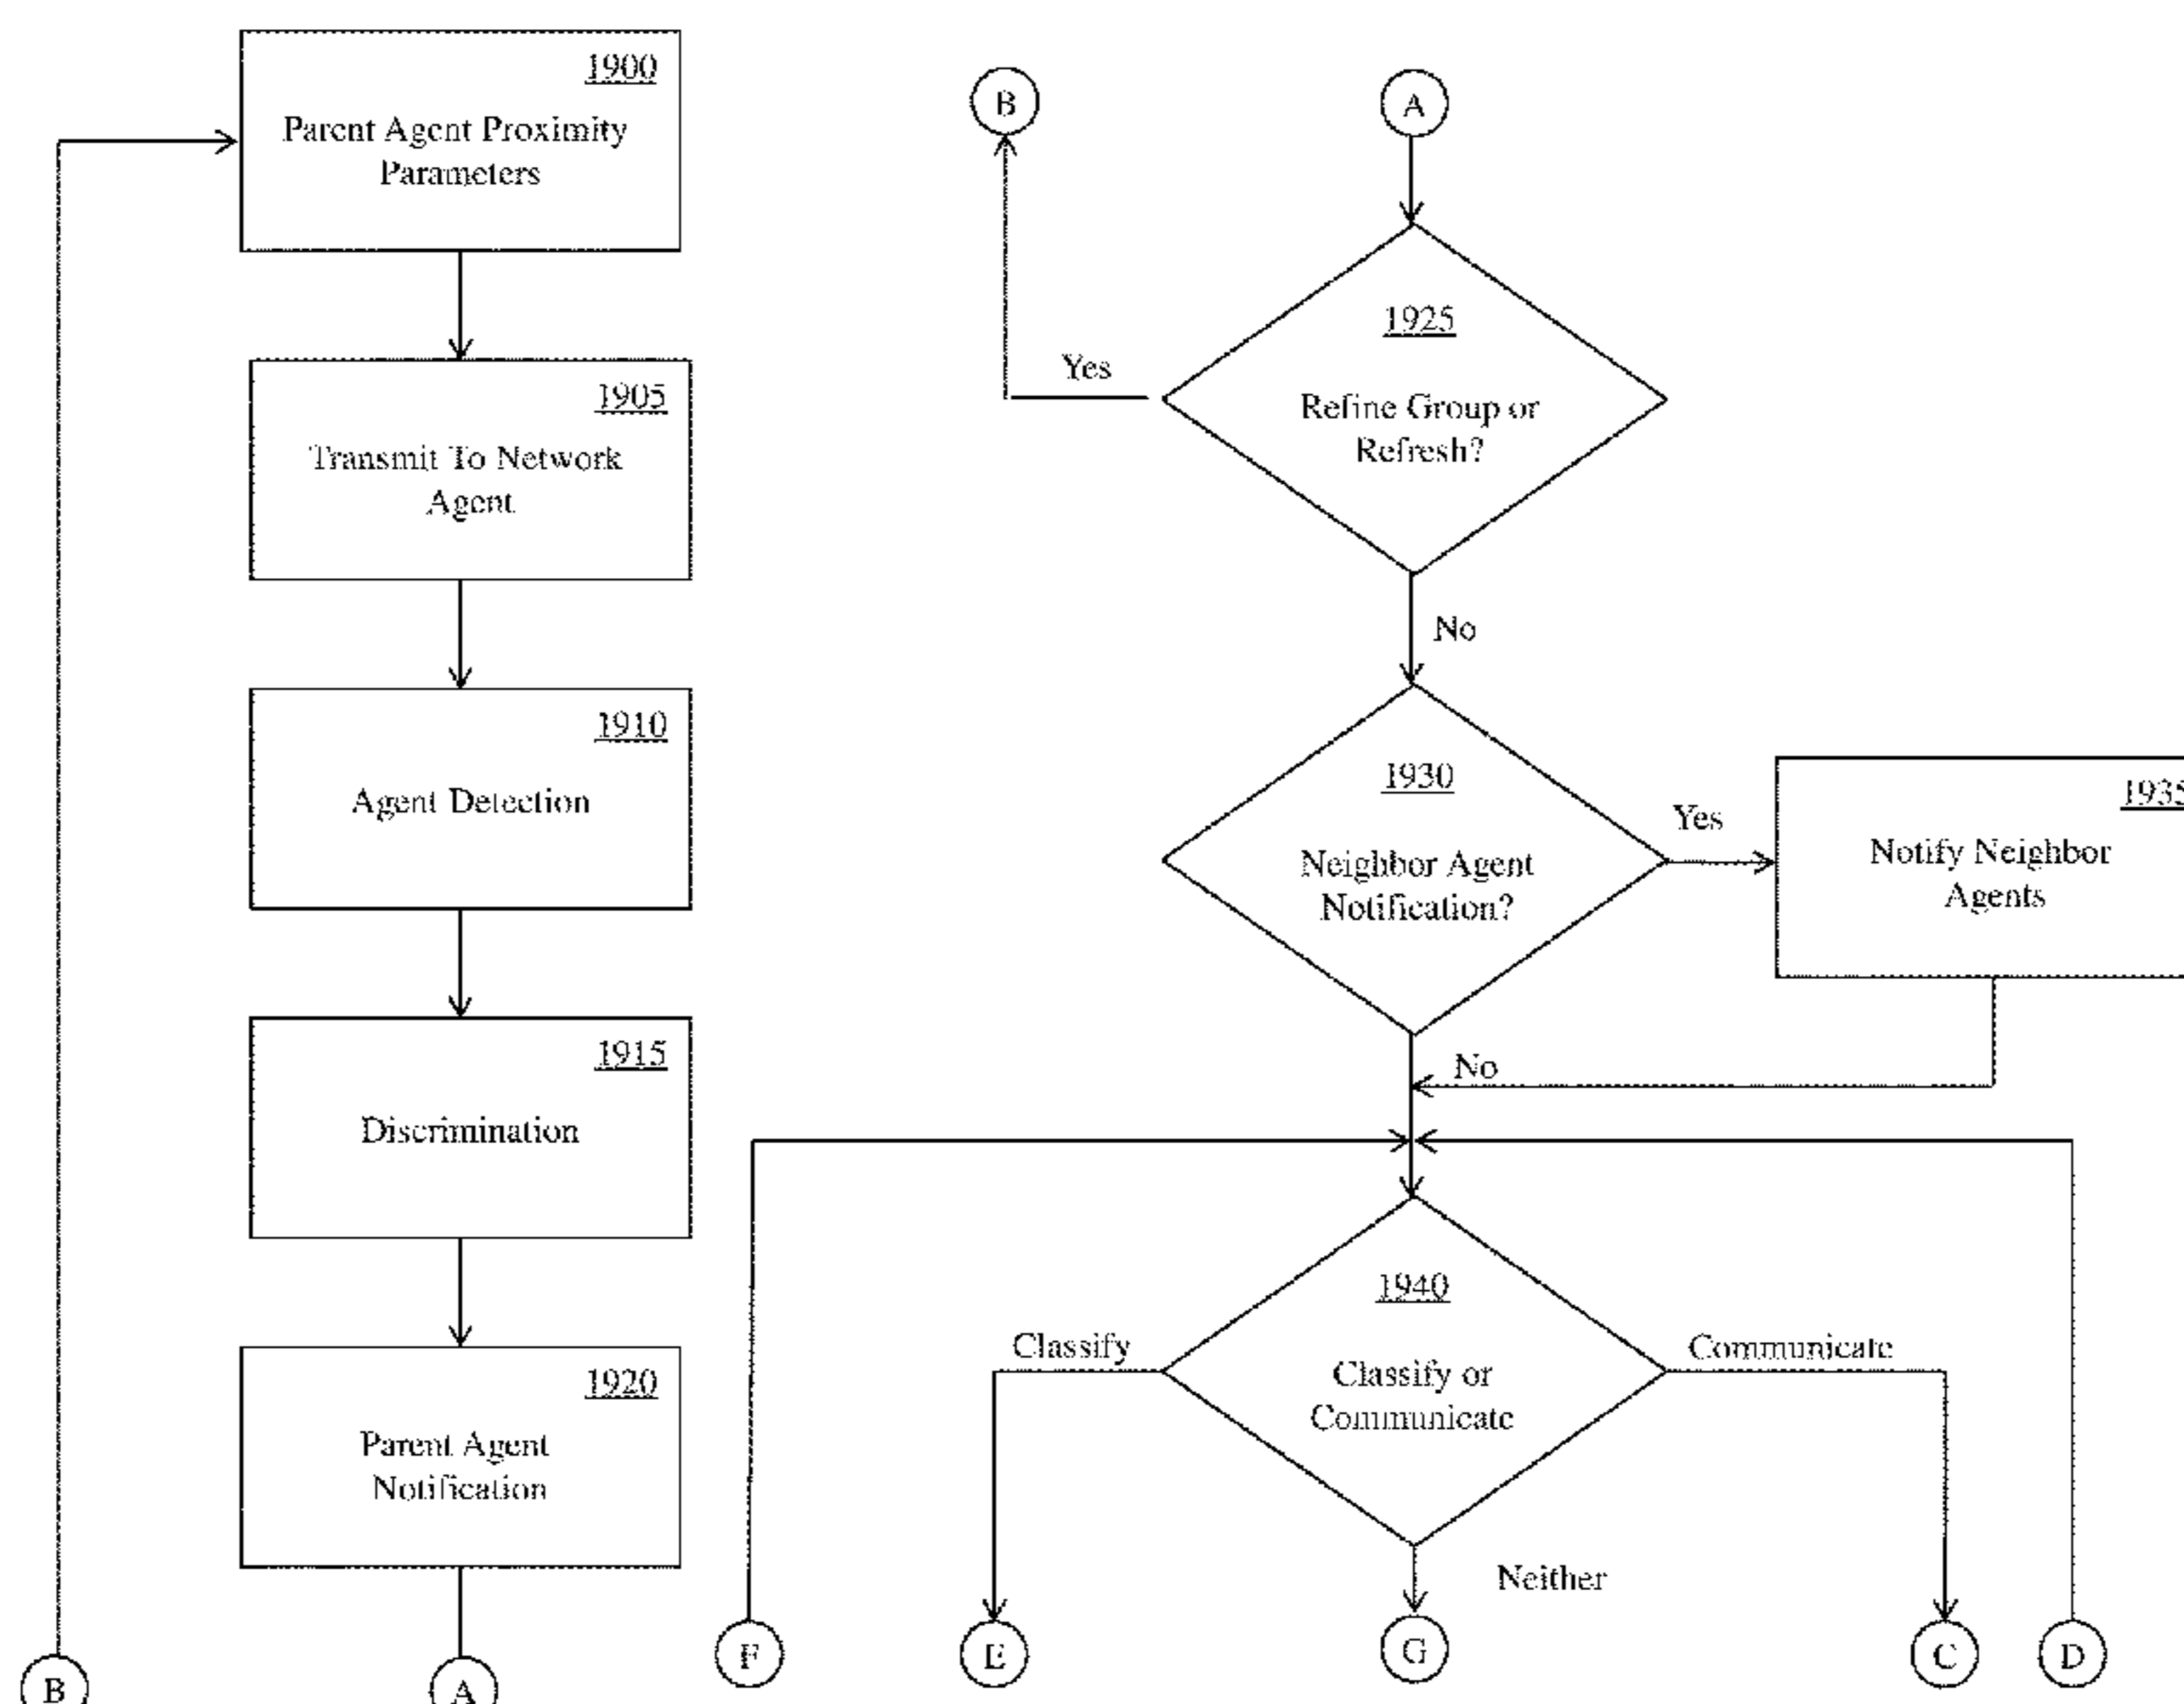 1900
Parent Agent Proximity
Parameters
1905
Transmit To Network
Agent
1910
Agent Detection
1915
Discrimination
1920
Parent Agent
Notification
B
A
B
A
1925
Refine Group or
Refresh?
Yes
No
1930
Neighbor Agent
Notification?
Yes
1935
Notify Neighbor
Agents
No
1940
Classify or
Communicate
Classify
Communicate
Neither
F
E
G
C
D